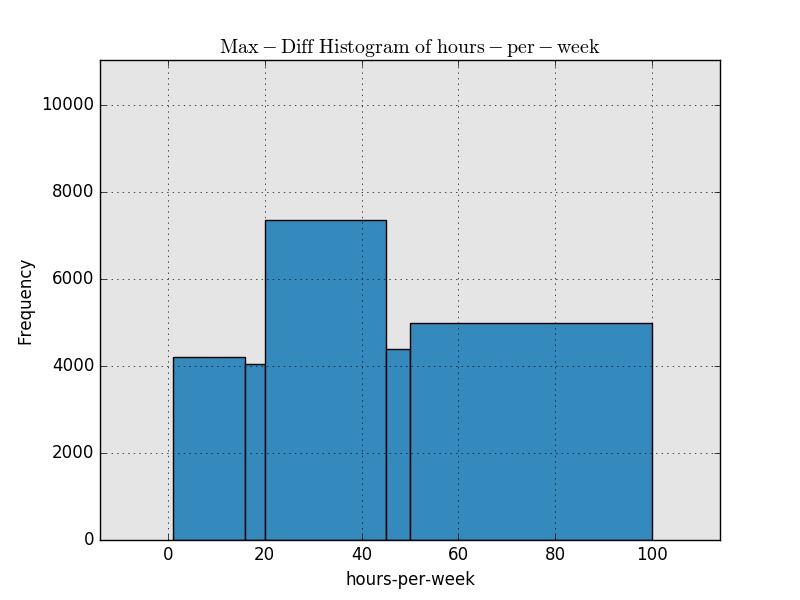 Max − Diff Histogram of hours − per − week
10000
8000
6000
4000
2000
0
Frequency
0 20 40 60 80 100
hours-per-week